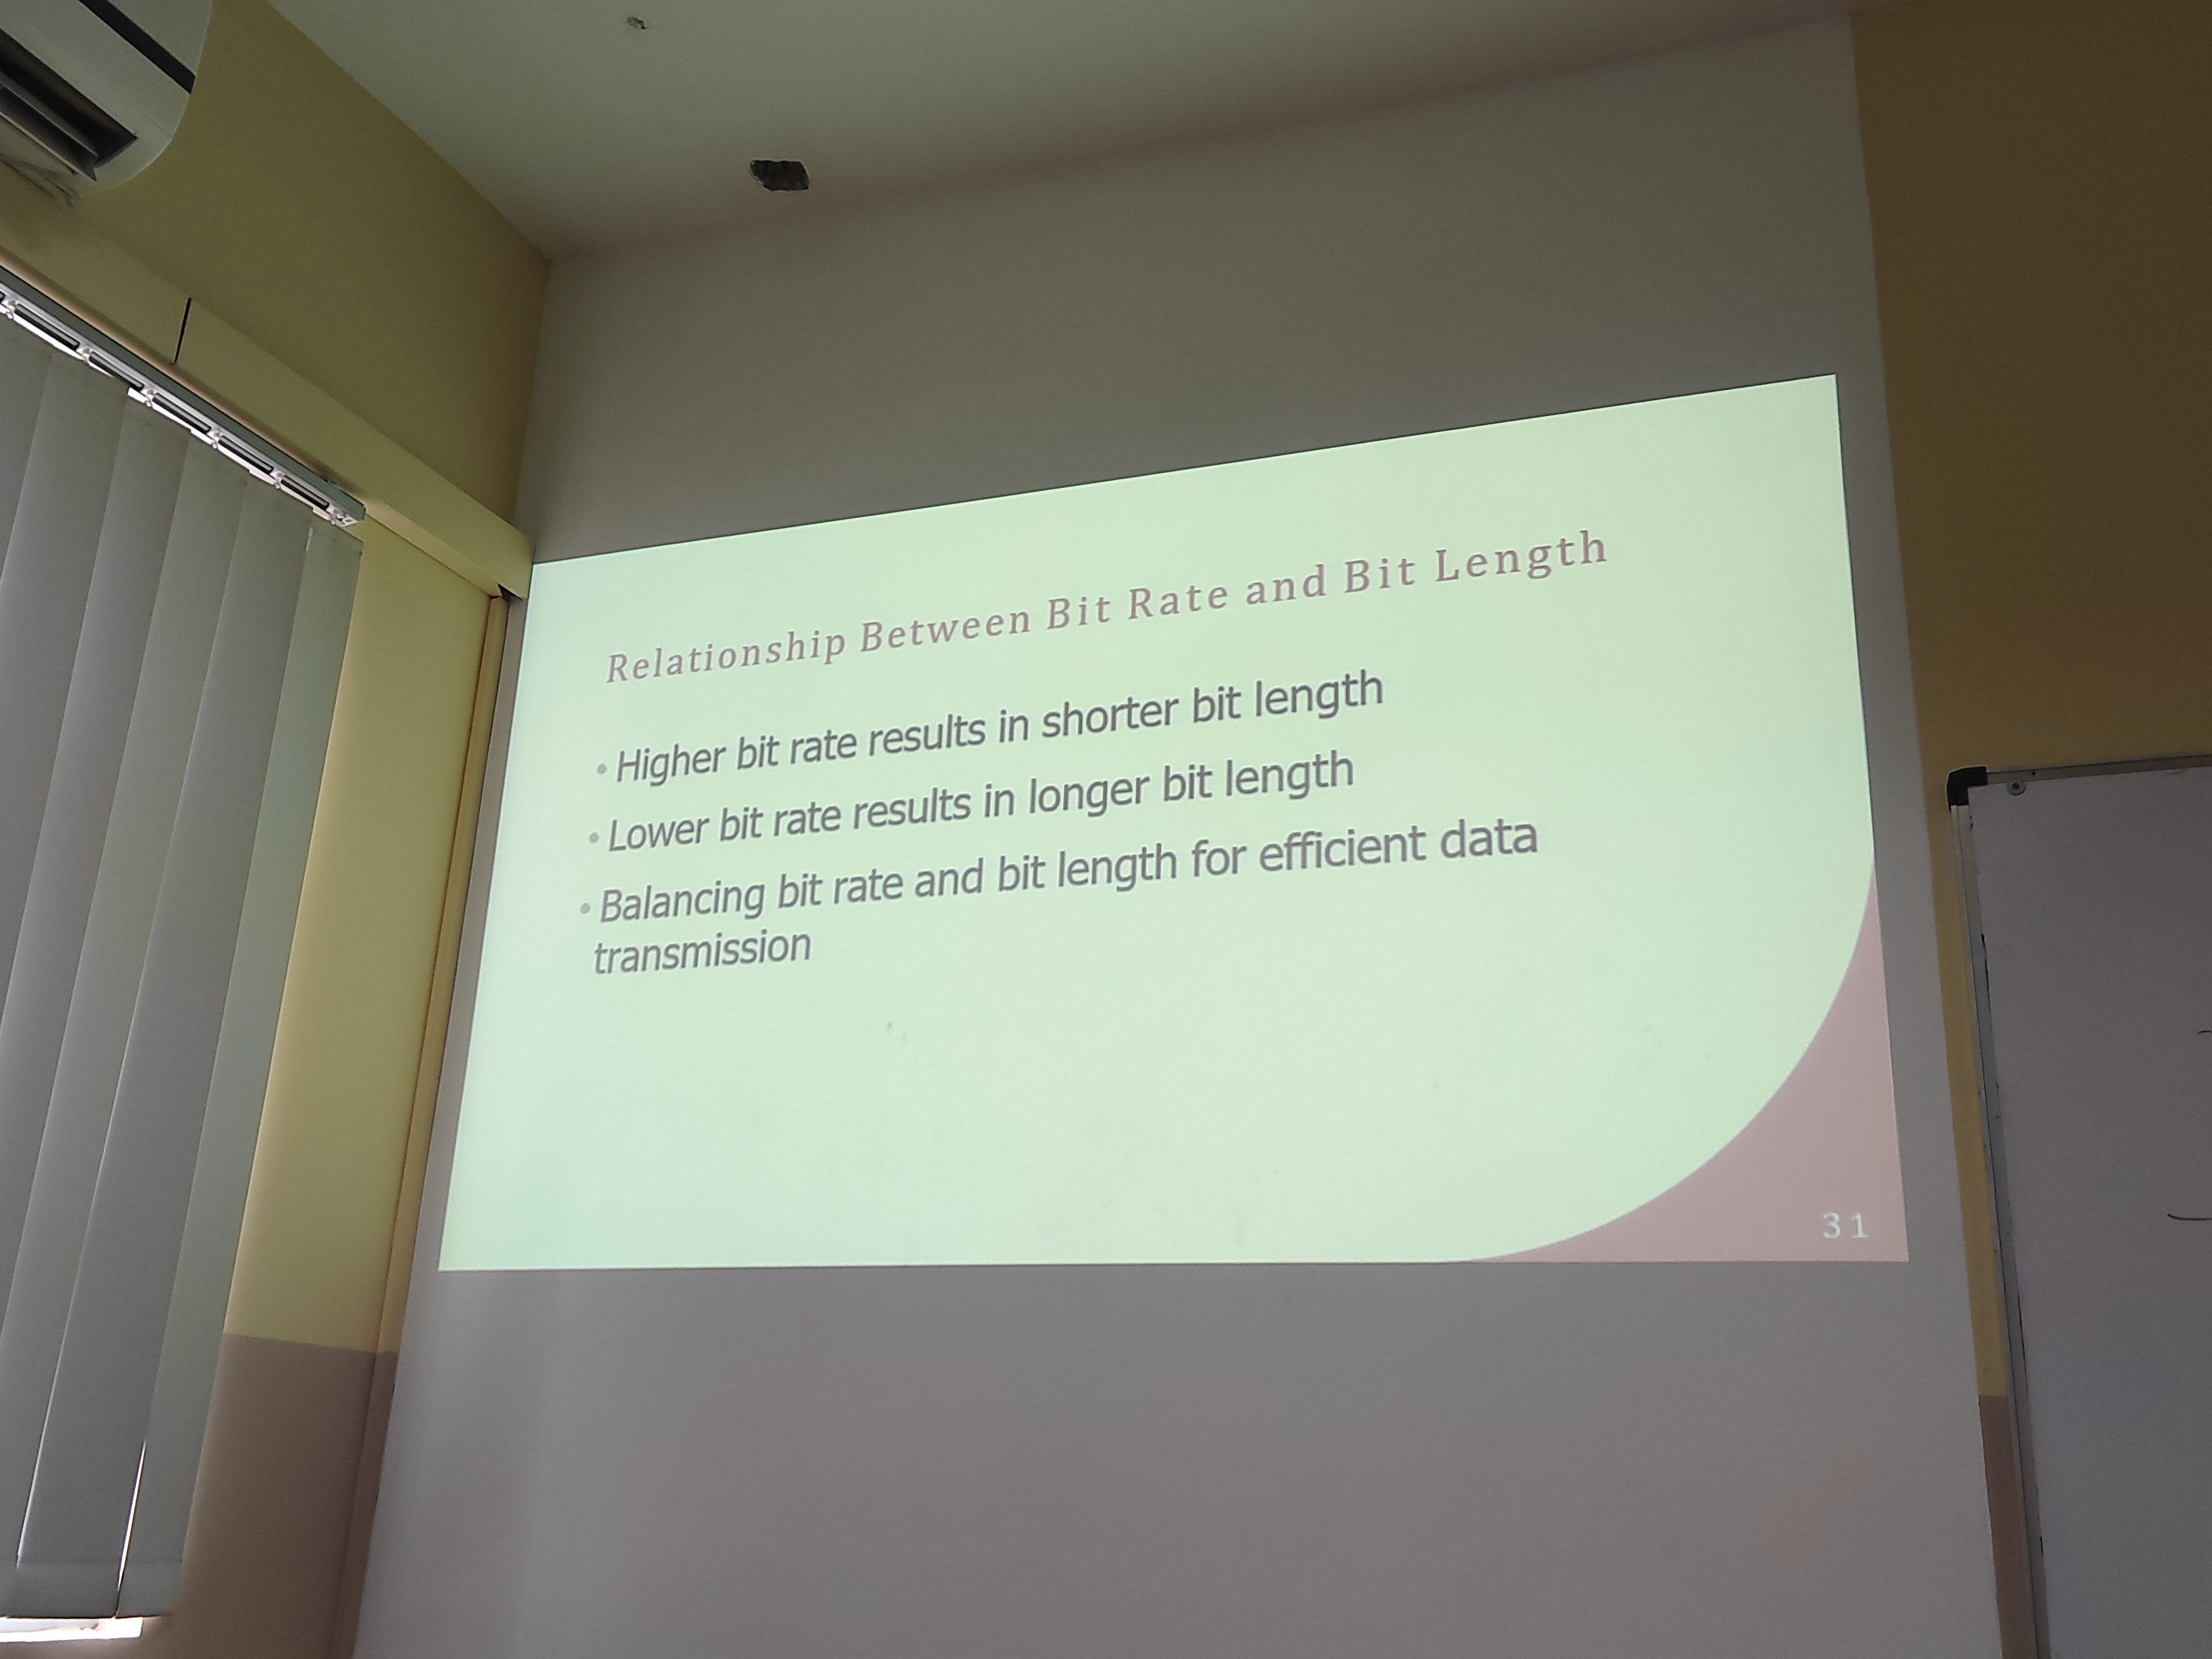 Relationship Between Bit Rate and Bit Length
• Higher bit rate results in shorter bit length
• Lower bit rate results in longer bit length
• Balancing bit rate and bit length for efficient data
transmission
31